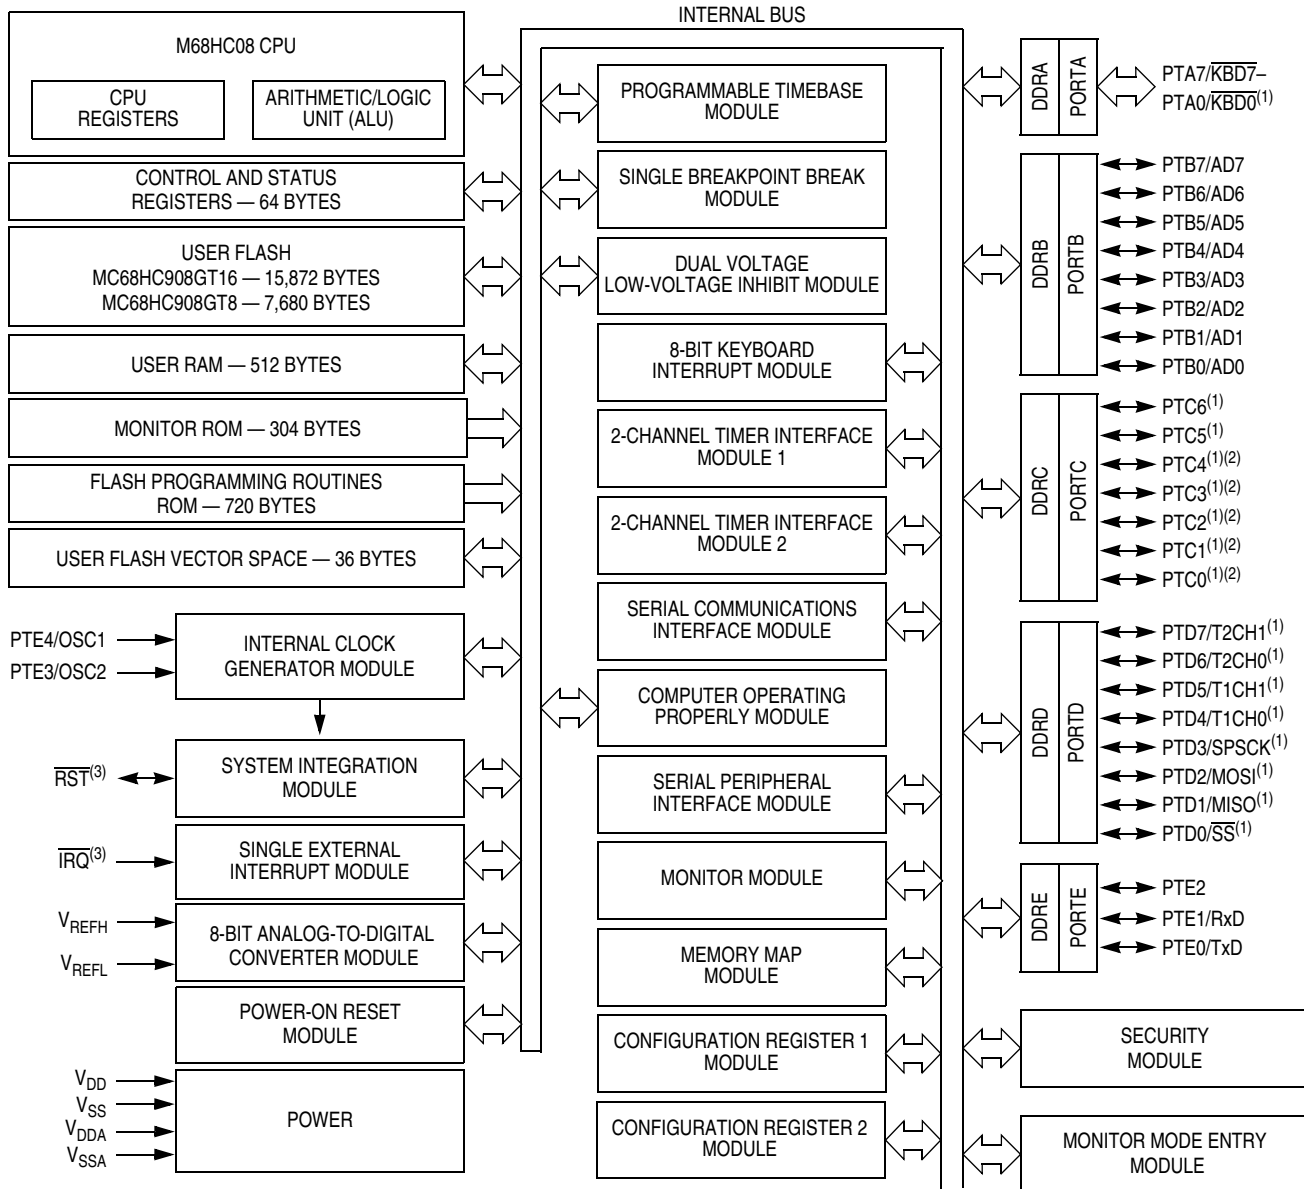 INTERNAL BUS
M68HC08 CPU
CPU
REGISTERS
ARITHMETIC/LOGIC
UNIT (ALU)
CONTROL AND STATUS
REGISTERS — 64 BYTES
USER FLASH
MC68HC908GT16 — 15,872 BYTES
MC68HC908GT8 — 7,680 BYTES
USER RAM — 512 BYTES
MONITOR ROM — 304 BYTES
FLASH PROGRAMMING ROUTINES
ROM — 720 BYTES
USER FLASH VECTOR SPACE — 36 BYTES
PTE4/OSC1
PTE3/OSC2
INTERNAL CLOCK
GENERATOR MODULE
RST(3)
SYSTEM INTEGRATION
MODULE
IRQ(3)
SINGLE EXTERNAL
INTERRUPT MODULE
VREFH
VREFL
8-BIT ANALOG-TO-DIGITAL
CONVERTER MODULE
POWER-ON RESET
MODULE
VDD
VSS
VDDA
VSSA
POWER
PROGRAMMABLE TIMEBASE
MODULE
SINGLE BREAKPOINT BREAK
MODULE
DUAL VOLTAGE
LOW-VOLTAGE INHIBIT MODULE
8-BIT KEYBOARD
INTERRUPT MODULE
2-CHANNEL TIMER INTERFACE
MODULE 1
2-CHANNEL TIMER INTERFACE
MODULE 2
SERIAL COMMUNICATIONS
INTERFACE MODULE
COMPUTER OPERATING
PROPERLY MODULE
SERIAL PERIPHERAL
INTERFACE MODULE
MONITOR MODULE
MEMORY MAP
MODULE
CONFIGURATION REGISTER 1
MODULE
CONFIGURATION REGISTER 2
MODULE
DDRA
PORTA
PTA7/KBD7–
PTA0/KBD0(1)
DDRB
PORTB
PTB7/AD7
PTB6/AD6
PTB5/AD5
PTB4/AD4
PTB3/AD3
PTB2/AD2
PTB1/AD1
PTB0/AD0
DDRC
PORTC
PTC6(1)
PTC5(1)
PTC4(1)(2)
PTC3(1)(2)
PTC2(1)(2)
PTC1(1)(2)
PTC0(1)(2)
DDRD
PORTD
PTD7/T2CH1(1)
PTD6/T2CH0(1)
PTD5/T1CH1(1)
PTD4/T1CH0(1)
PTD3/SPSCK(1)
PTD2/MOSI(1)
PTD1/MISO(1)
PTD0/SS(1)
DDRE
PORTE
PTE2
PTE1/RxD
PTE0/TxD
SECURITY
MODULE
MONITOR MODE ENTRY
MODULE